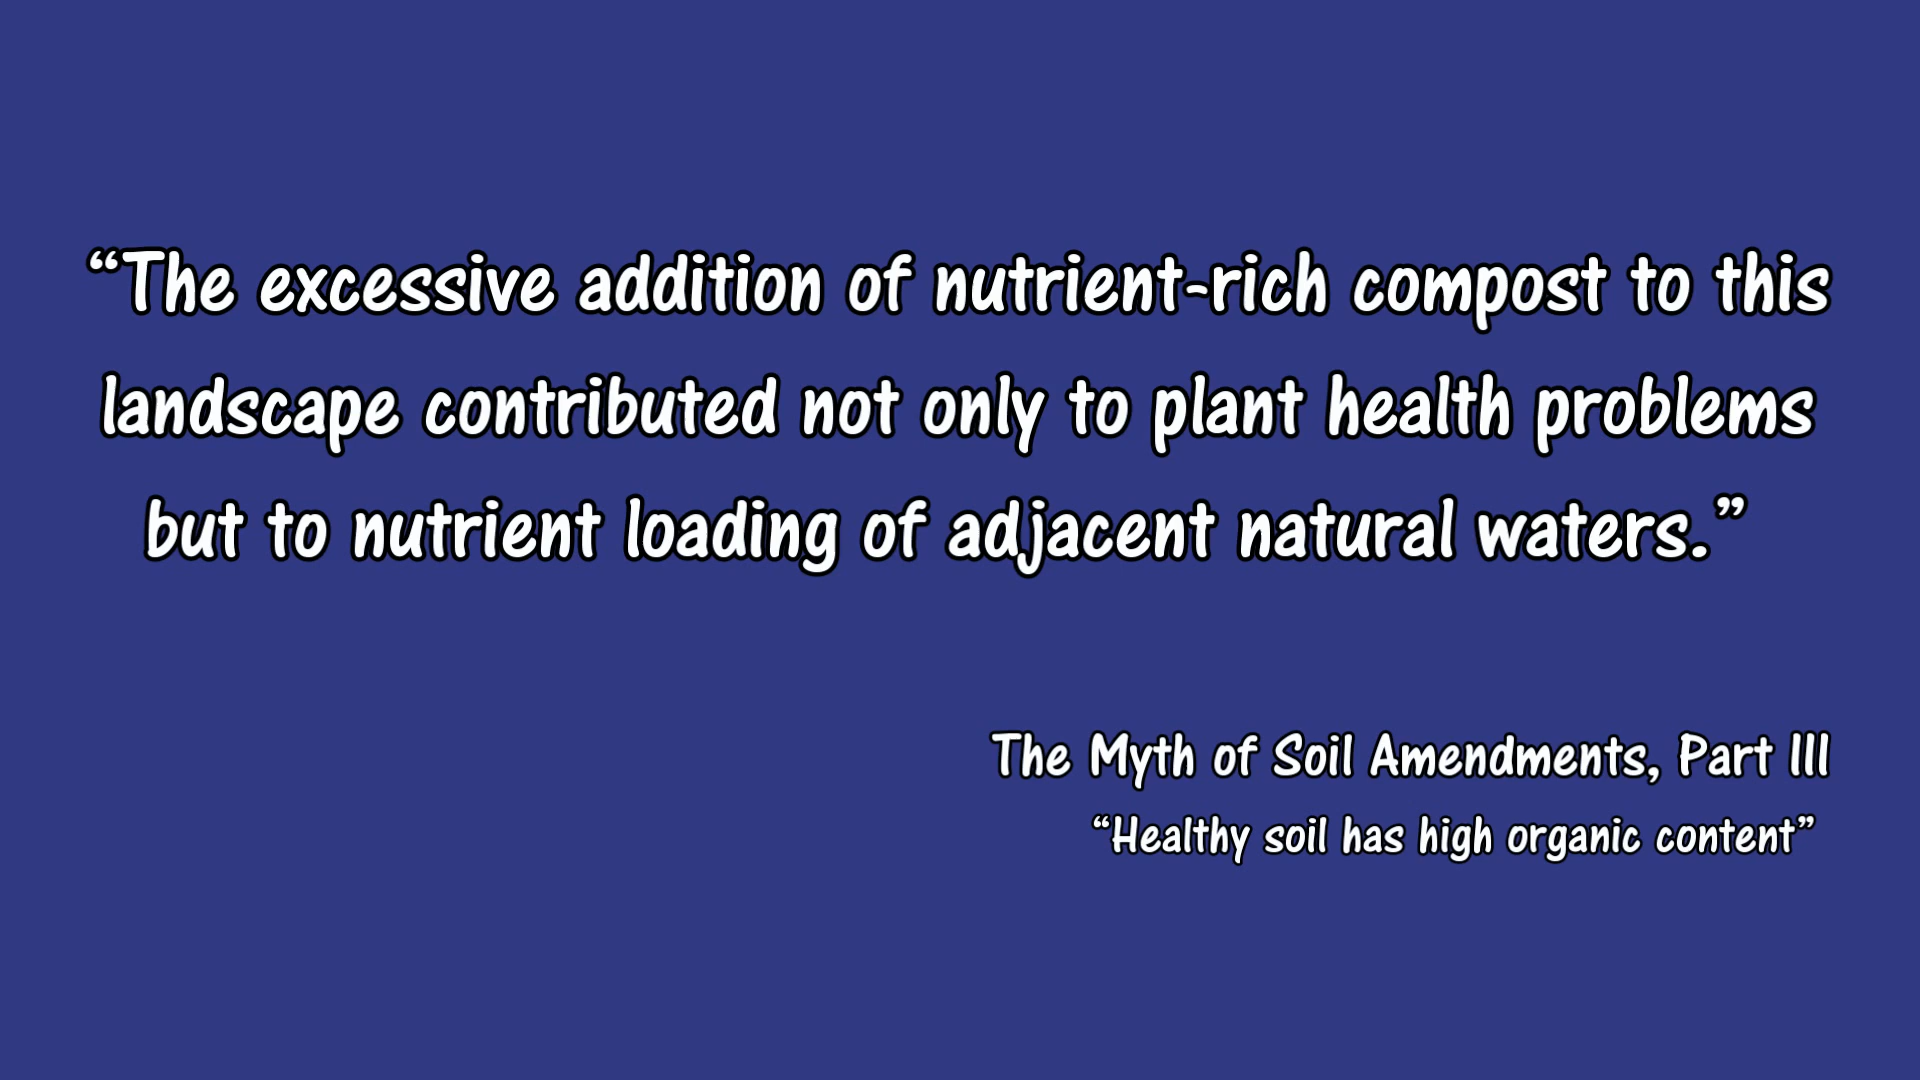 “The excessive addition of nutrient-rich compost to this
landscape contributed not only to plant health problems
but to nutrient loading of adjacent natural waters.”
The Myth of Soil Amendments, Part III
“Healthy soil has high organic content”